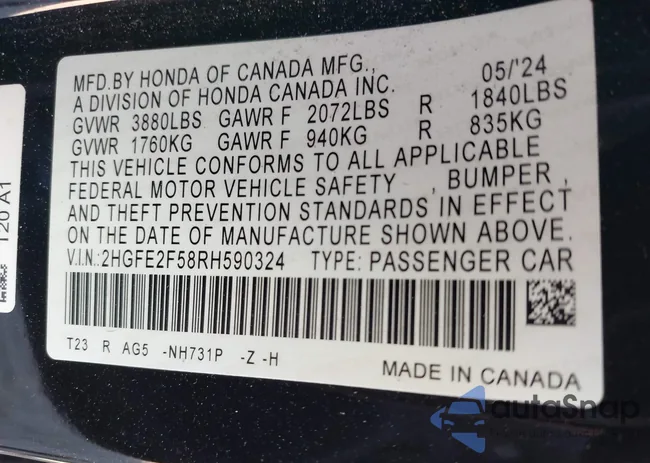 MFD.BY HONDA OF CANADA MFG., 05/'24
A DIVISION OF HONDA CANADA INC.
GVWR 3880LBS GAWR F 2072LBS R 1840LBS
GVWR 1760KG GAWR F 940KG R 835KG
THIS VEHICLE CONFORMS TO ALL APPLICABLE
FEDERAL MOTOR VEHICLE SAFETY , BUMPER ,
AND THEFT PREVENTION STANDARDS IN EFFECT
ON THE DATE OF MANUFACTURE SHOWN ABOVE.
V.I.N.:2HGFE2F58RH590324 TYPE: PASSENGER CAR
T23 R AG5 -NH731P -Z -H
MADE IN CANADA
T20 A1
autoSnap